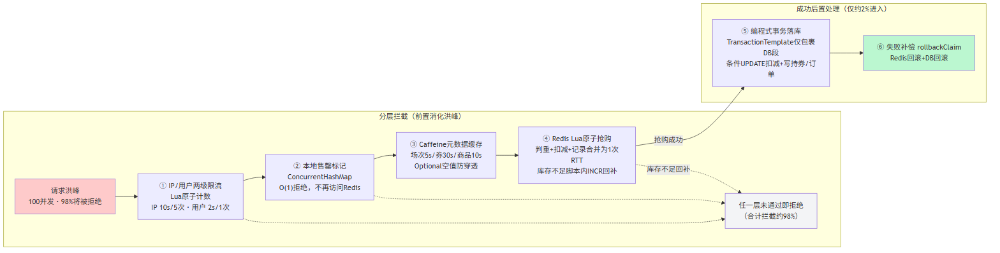 成功后置处理（仅约2%进入）
⑤ 编程式事务落库
TransactionTemplate仅包裹
DB段
条件UPDATE扣减+写持券/订
单
⑥ 失败补偿 rollbackClaim
Redis回滚+DB回滚
分层拦截（前置消化洪峰）
请求洪峰
100并发·98%将被拒绝
① IP/用户两级限流
Lua原子计数
IP 10s/5次·用户 2s/1次
② 本地售罄标记
ConcurrentHashMap
O(1)拒绝，不再访问Redis
③ Caffeine元数据缓存
场次5s/券30s/商品10s
Optional空值防穿透
④ Redis Lua原子抢购
判重+扣减+记录合并为1次
RTT
库存不足脚本内INCR回补
抢购成功
库存不足回补
任一层未通过即拒绝
（合计拦截约98%）